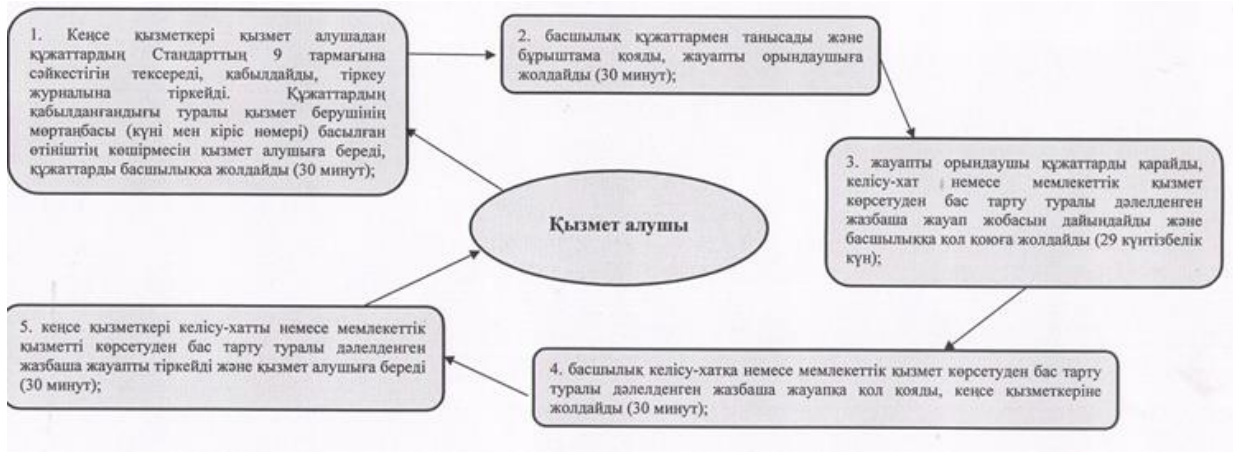 1. Кеңсе қызметкері қызмет алушадан
құжаттардың Стандарттың 9 тармағына
сәйкестігін тексереді, қабылдайды, тіркеу
журналына тіркейді. Құжаттардың
қабылданғандығы туралы қызмет берушінің
мөртаңбасы (күні мен кіріс нөмері) басылған
өтініштің көшірмесін қызмет алушыға береді,
құжаттарды басшылыққа жолдайды (30 минут);
2. басшылық құжаттармен танысады және
бұрыштама қояды, жауапты орындаушыға
жолдайды (30 минут);
3. жауапты орындаушы құжаттарды қарайды,
келісу-хат немесе мемлекеттік қызмет
көрсетуден бас тарту туралы дәлелденген
жазбаша жауап жобасын дайындайды және
басшылыққа қол қоюға жолдайды (29 күнтізбелік
күн);
Қызмет алушы
4. басшылық келісу-хатқа немесе мемлекеттік қызмет көрсетуден бас тарту
туралы дәлелденген жазбаша жауапқа қол қояды, кеңсе қызметкеріне
жолдайды (30 минут);
5. кеңсе қызметкері келісу-хатты немесе мемлекеттік
қызметті көрсетуден бас тарту туралы дәлелденген
жазбаша жауапты тіркейді және қызмет алушыға береді
(30 минут);